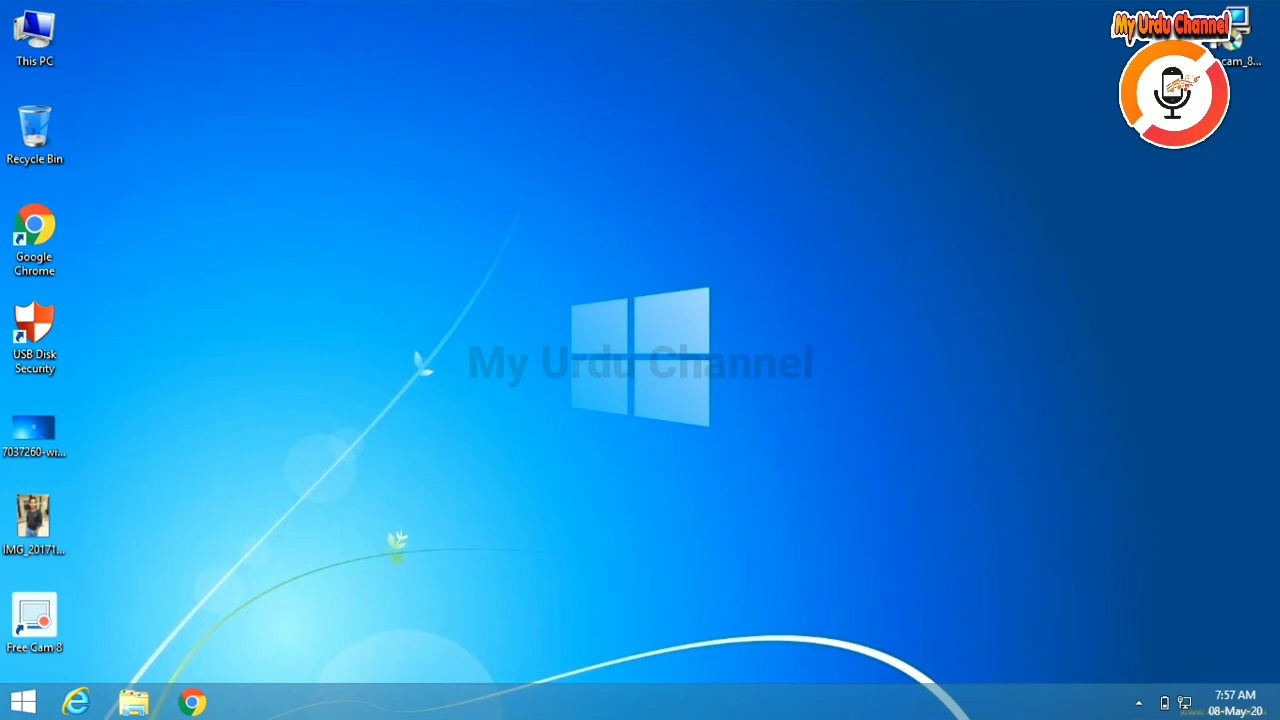 My Urdu Channel
This PC
cam_8...
Recycle Bin
Google
Chrome
USB Disk
Security
My Urdu Channel
7037260-wi...
IMG_20171...
Free Cam 8
7:57 AM
08-May-20